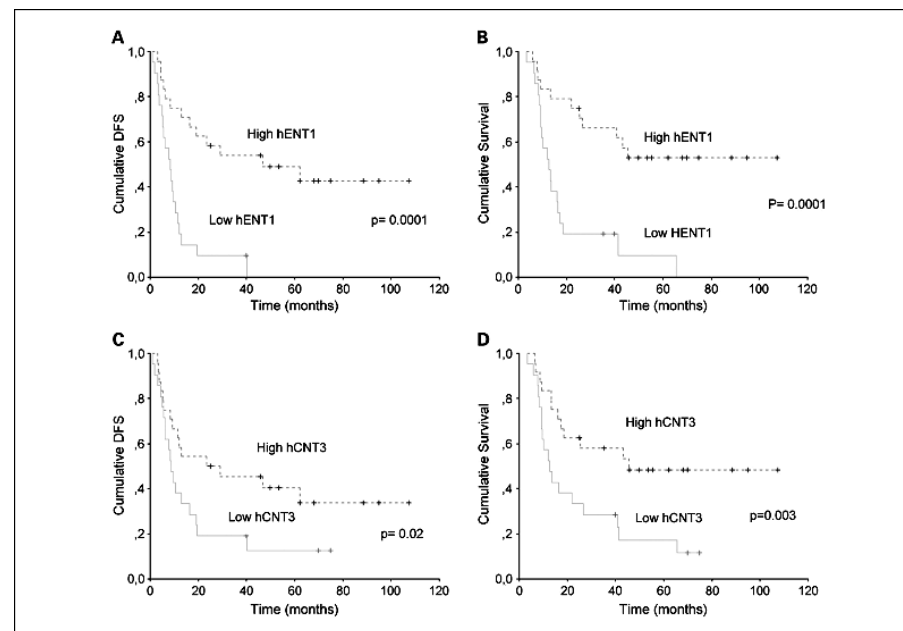 A
Cumulative DFS
1,0
,8
,6
,4
,2
0,0
High hENT1
Low hENT1
p= 0.0001
0 20 40 60 80 100 120
Time (months)
B
Cumulative Survival
1,0
,8
,6
,4
,2
0,0
High hENT1
P= 0.0001
Low HENT1
0 20 40 60 80 100 120
Time (months)
C
Cumulative DFS
1,0
,8
,6
,4
,2
0,0
High hCNT3
Low hCNT3
p= 0.02
0 20 40 60 80 100 120
Time (months)
D
Cumulative Survival
1,0
,8
,6
,4
,2
0,0
High hCNT3
Low hCNT3
p=0.003
0 20 40 60 80 100 120
Time (months)